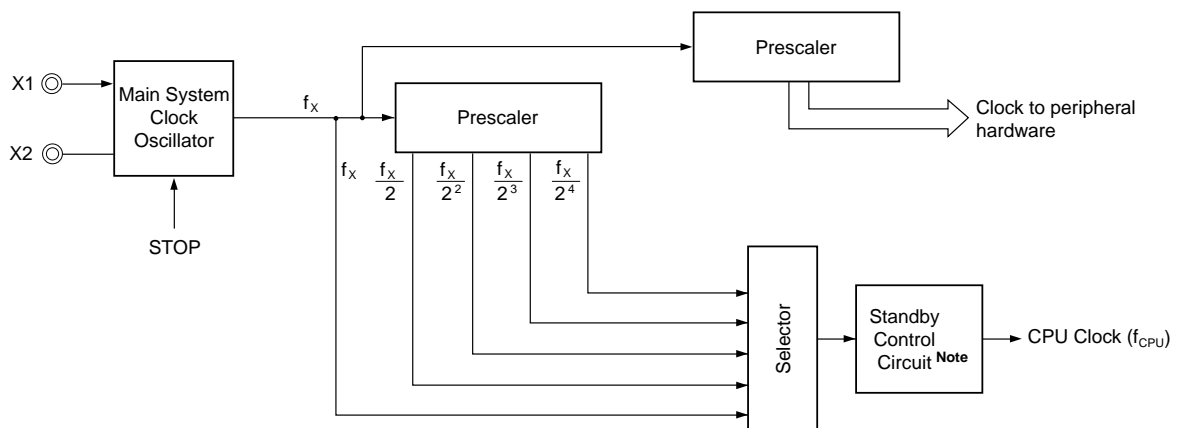 Prescaler
X1
Main System
Clock
Oscillator
X2
STOP
fX
Prescaler
Clock to peripheral
hardware
fX
fX/2
fX/2²
fX/2³
fX/2⁴
Selector
Standby
Control
Circuit Note
CPU Clock (fCPU)